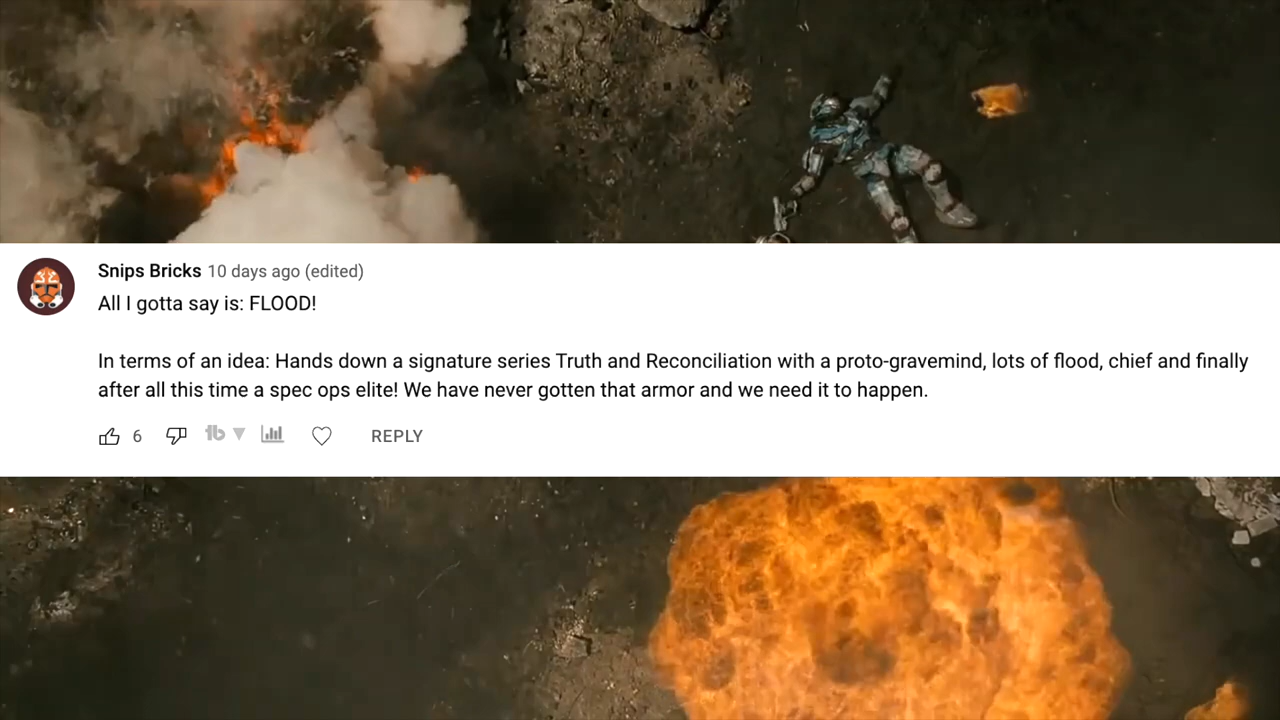 Snips Bricks 10 days ago (edited)
All I gotta say is: FLOOD!
In terms of an idea: Hands down a signature series Truth and Reconciliation with a proto-gravemind, lots of flood, chief and finally
after all this time a spec ops elite! We have never gotten that armor and we need it to happen.
6 REPLY